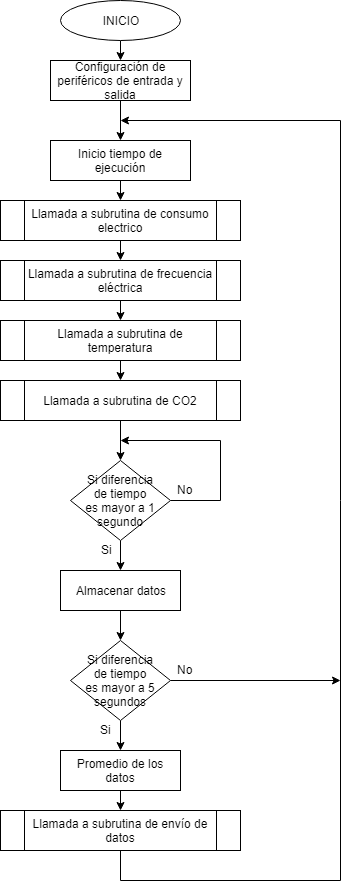 INICIO
Configuración de
periféricos de entrada y
salida
Inicio tiempo de
ejecución
Llamada a subrutina de consumo
electrico
Llamada a subrutina de frecuencia
eléctrica
Llamada a subrutina de
temperatura
Llamada a subrutina de CO2
Si diferencia
de tiempo
es mayor a 1
segundo
No
Si
Almacenar datos
Si diferencia
de tiempo
es mayor a 5
segundos
No
Si
Promedio de los
datos
Llamada a subrutina de envío de
datos